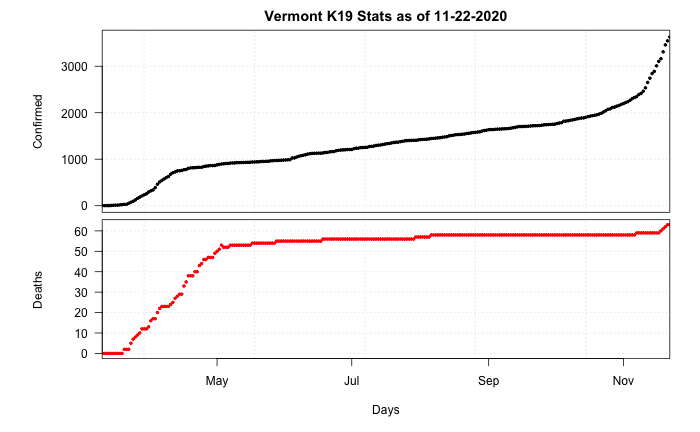 Vermont K19 Stats as of 11-22-2020
Confirmed
3000
2000
1000
0
Deaths
60
50
40
30
20
10
0
May Jul Sep Nov
Days